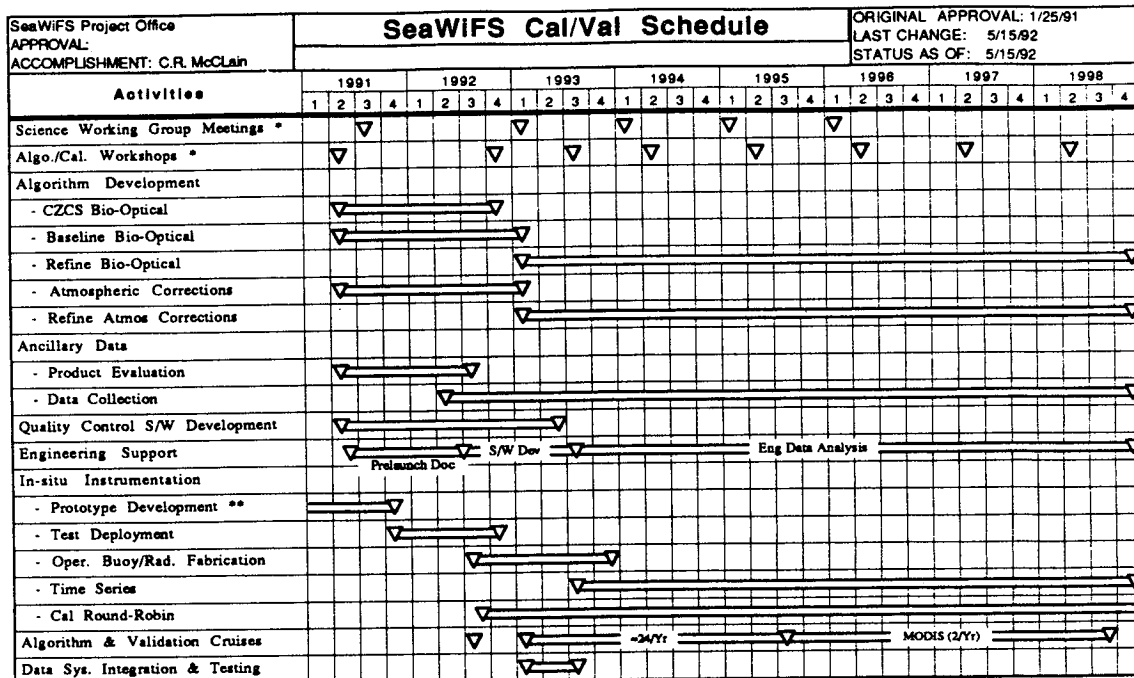 SeaWiFS Project Office
APPROVAL:
ACCOMPLISHMENT: C.R. McCLain
SeaWiFS Cal/Val Schedule
ORIGINAL APPROVAL: 1/25/91
LAST CHANGE: 5/15/92
STATUS AS OF: 5/15/92
Activities
1991 1992 1993 1994 1995 1996 1997 1998
1 2 3 4 1 2 3 4 1 2 3 4 1 2 3 4 1 2 3 4 1 2 3 4 1 2 3 4 1 2 3 4
Science Working Group Meetings *
Algo./Cal. Workshops *
Algorithm Development
- CZCS Bio-Optical
- Baseline Bio-Optical
- Refine Bio-Optical
- Atmospheric Corrections
- Refine Atmos Corrections
Ancillary Data
- Product Evaluation
- Data Collection
Quality Control S/W Development
Engineering Support
Prelaunch Doc
S/W Dev
Eng Data Analysis
In-situ Instrumentation
- Prototype Development **
- Test Deployment
- Oper. Buoy/Rad. Fabrication
- Time Series
- Cal Round-Robin
Algorithm & Validation Cruises
≈24/Yr
MODIS (2/Yr)
Data Sys. Integration & Testing